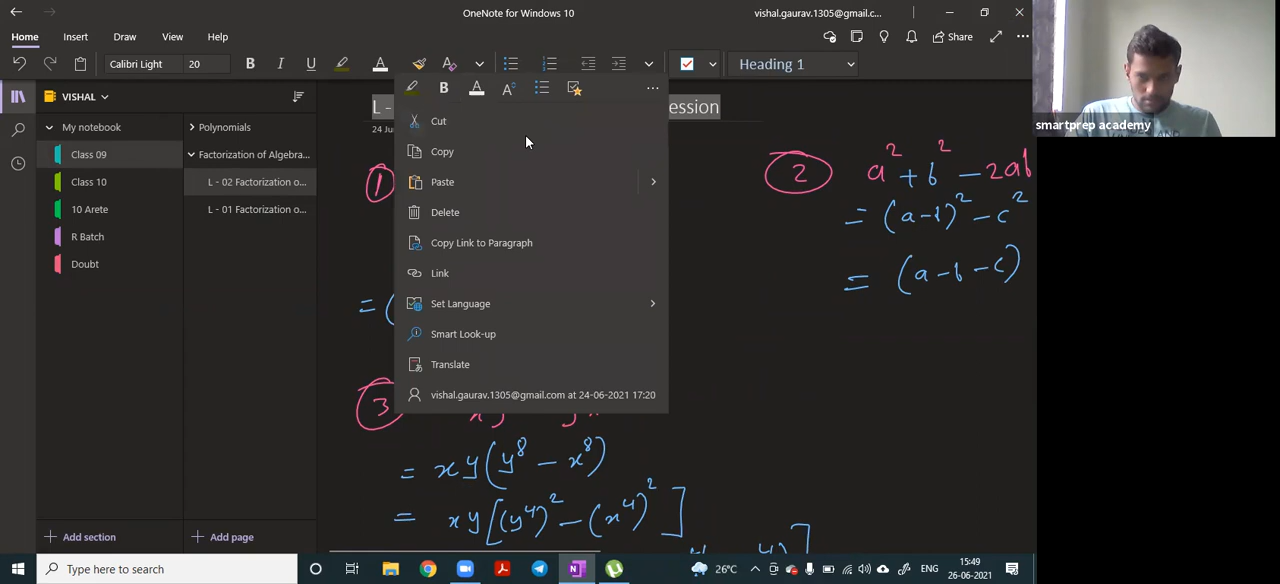 OneNote for Windows 10
vishal.gaurav.1305@gmail.c...
Home Insert Draw View Help
Share
Calibri Light 20 B I U A
Heading 1
VISHAL
My notebook
Class 09
Class 10
10 Arete
R Batch
Doubt
Polynomials
Factorization of Algebra...
L - 02 Factorization o...
L - 01 Factorization o...
L -
ession
24 Jun
Cut
Copy
Paste
Delete
Copy Link to Paragraph
Link
Set Language
Smart Look-up
Translate
vishal.gaurav.1305@gmail.com at 24-06-2021 17:20
smartprep academy
1
= (
2 a² + b² - 2ab
= (a-b)² - c²
= (a - b - c)
3
= xy(y⁸ - x⁸)
= xy[(y⁴)² - (x⁴)²]
Add section
Add page
Type here to search
26°C
ENG
15:49
26-06-2021